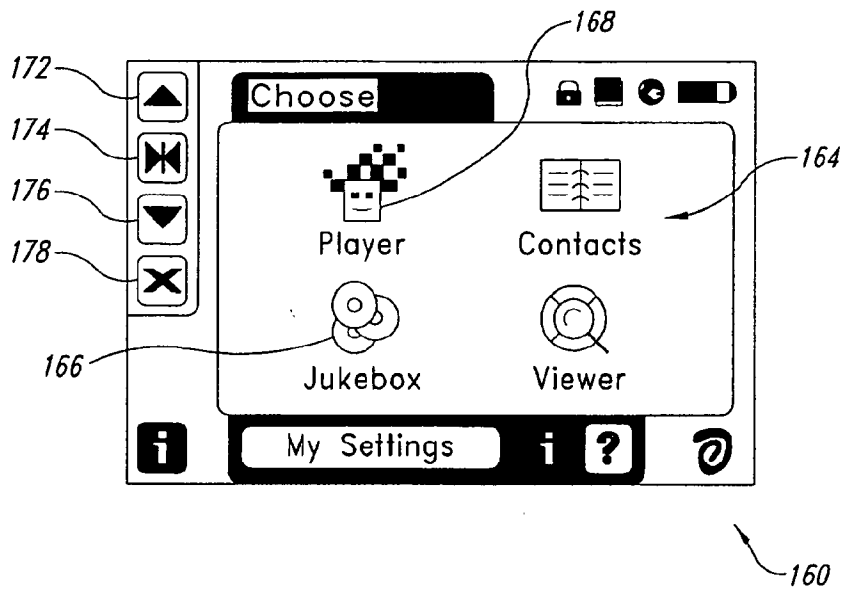 168
172
Choose
174
164
176
Player
Contacts
178
166
Jukebox
Viewer
i
My Settings
i
?
160